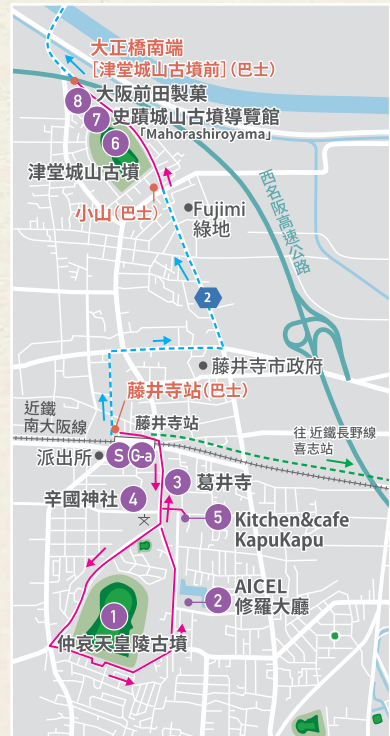 大正橋南端
[津堂城山古墳前](巴士)
8
大阪前田製菓
7
史蹟城山古墳導覽館
「Mahorashiroyama」
6
津堂城山古墳
小山(巴士)
Fujimi
綠地
西名阪高速公路
2
藤井寺市政府
藤井寺站(巴士)
近鐵
南大阪線
藤井寺站
往 近鐵長野線
喜志站
派出所
S
G-a
3
葛井寺
辛國神社
4
文
5
Kitchen&cafe
KapuKapu
AICEL
修羅大廳
2
1
仲哀天皇陵古墳